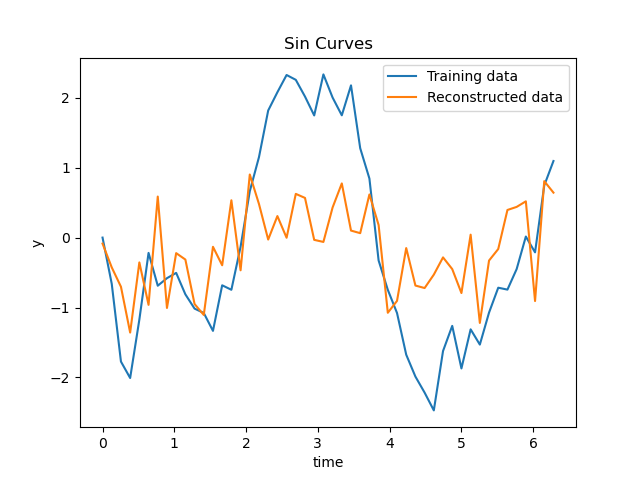 Sin Curves
Training data
Reconstructed data
2
1
0
−1
−2
y
0 1 2 3 4 5 6
time